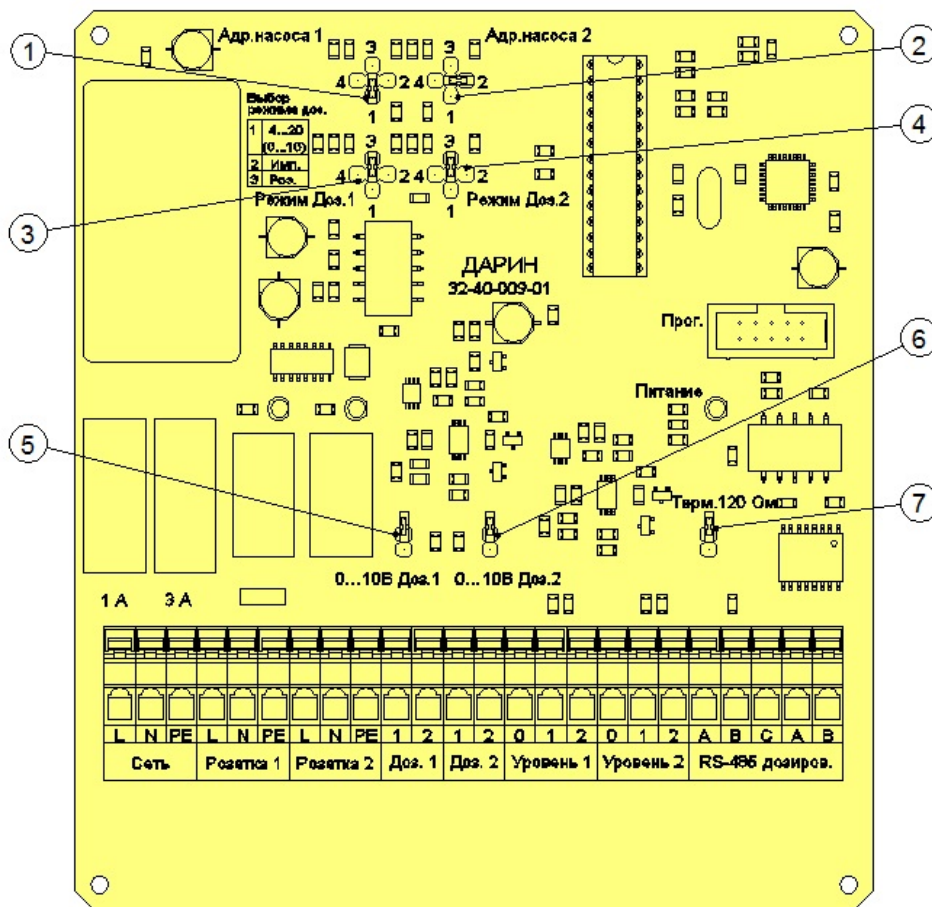 Адр.насоса 1
Адр.насоса 2
1
2
3
3
4
2
4
2
1
1
Выбор
режима доз.
1 4...20
(0...10)
2 Имп.
3 Роз.
4
3
3
4
2
4
2
1
1
Режим Доз.1
Режим Доз.2
3
ДАРИН
32-40-009-01
Прог.
6
Питание
5
Терм.120 Ом
7
0...10В Доз.1
0...10В Доз.2
1 А
3 А
L N PE L N PE L N PE 1 2 1 2 0 1 2 0 1 2 A B C A B
Сеть Розетка 1 Розетка 2 Доз. 1 Доз. 2 Уровень 1 Уровень 2 RS-485 дозиров.